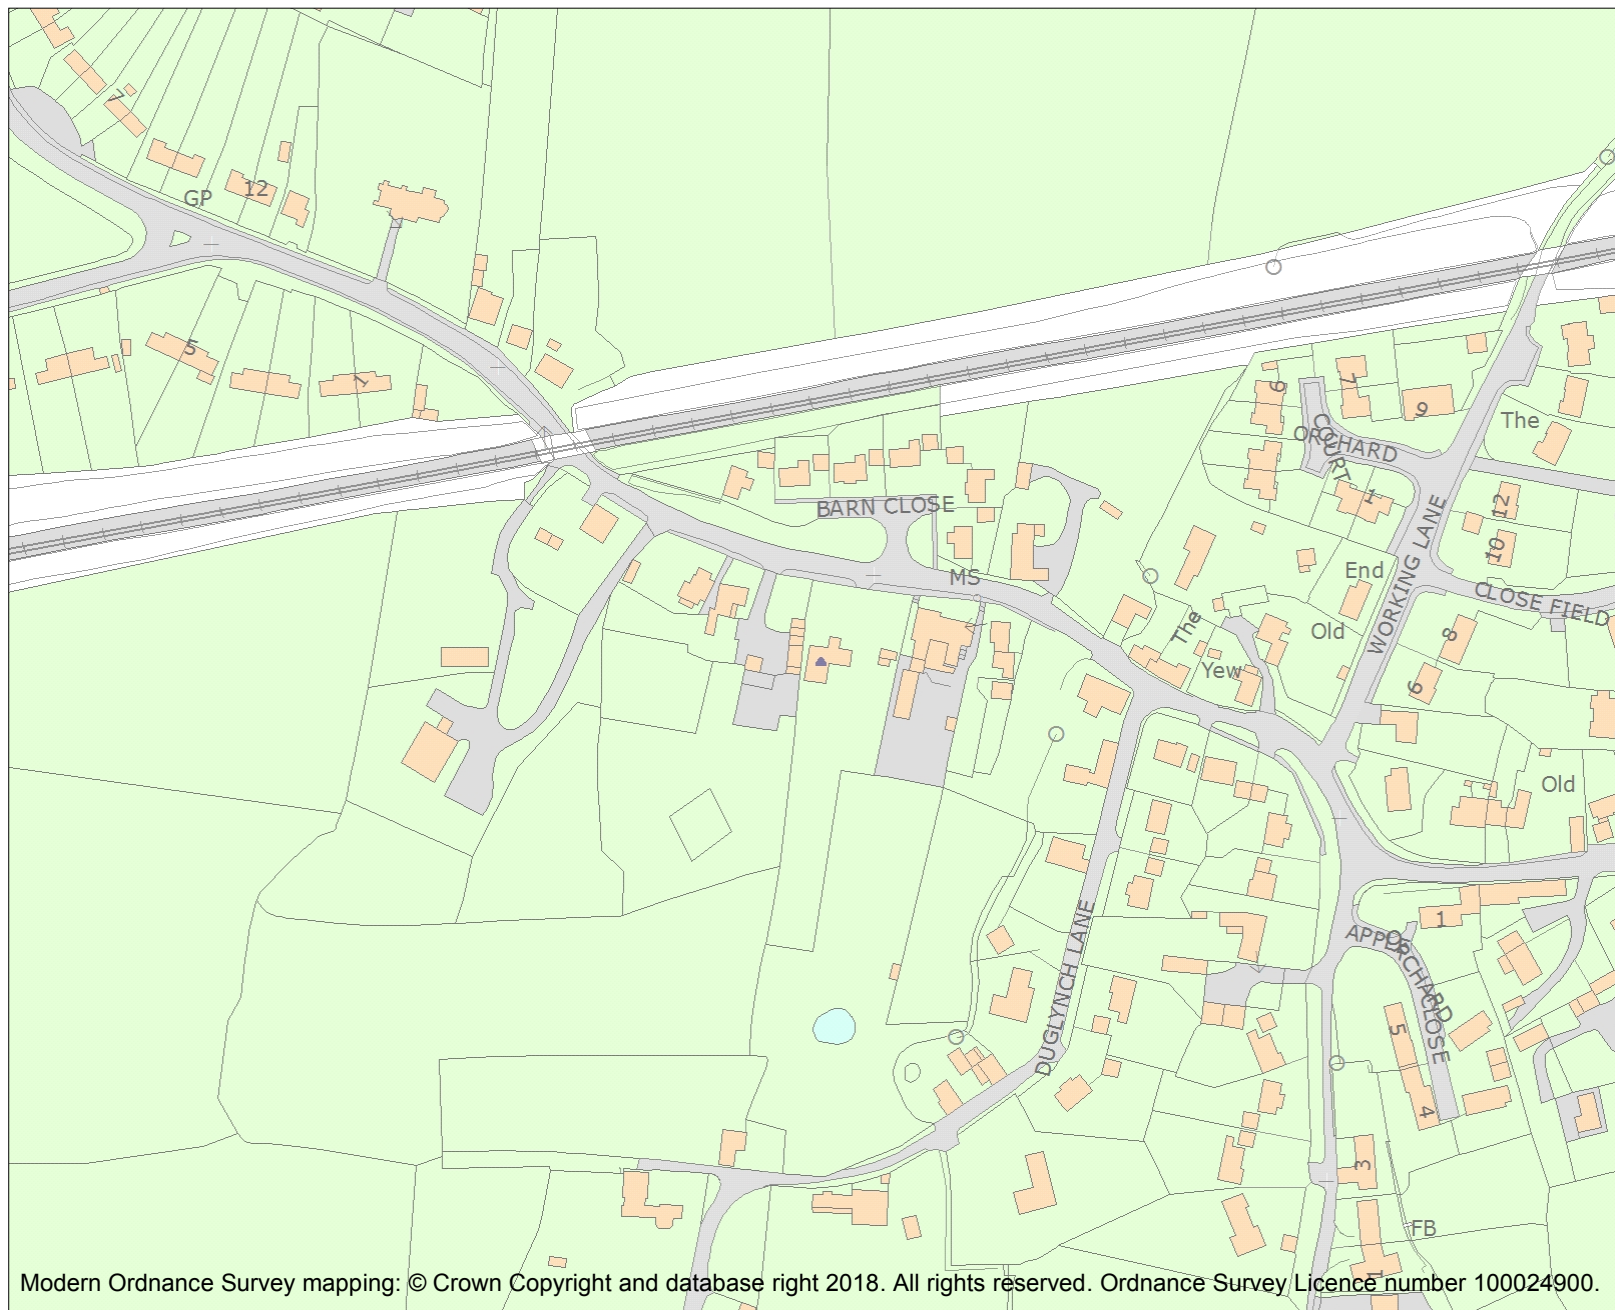 7
GP
12
5
1
6
7
9
The
ORCHARD
COURT
1
12
10
BARN CLOSE
MS
End
WORKING LANE
CLOSE FIELD
The
Old
8
Yew
6
Old
DUGLYNCH LANE
1
APPLE
ORCHARD
CLOSE
5
4
3
FB
1
Modern Ordnance Survey mapping: © Crown Copyright and database right 2018. All rights reserved. Ordnance Survey Licence number 100024900.